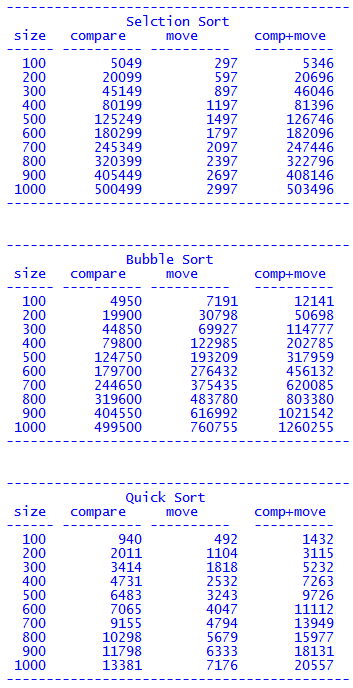 -------------------------------------------
Selction Sort
size compare move comp+move
------ ---------- ---------- ----------
100 5049 297 5346
200 20099 597 20696
300 45149 897 46046
400 80199 1197 81396
500 125249 1497 126746
600 180299 1797 182096
700 245349 2097 247446
800 320399 2397 322796
900 405449 2697 408146
1000 500499 2997 503496
-------------------------------------------
-------------------------------------------
Bubble Sort
size compare move comp+move
------ ---------- ---------- ----------
100 4950 7191 12141
200 19900 30798 50698
300 44850 69927 114777
400 79800 122985 202785
500 124750 193209 317959
600 179700 276432 456132
700 244650 375435 620085
800 319600 483780 803380
900 404550 616992 1021542
1000 499500 760755 1260255
-------------------------------------------
-------------------------------------------
Quick Sort
size compare move comp+move
------ ---------- ---------- ----------
100 940 492 1432
200 2011 1104 3115
300 3414 1818 5232
400 4731 2532 7263
500 6483 3243 9726
600 7065 4047 11112
700 9155 4794 13949
800 10298 5679 15977
900 11798 6333 18131
1000 13381 7176 20557
-------------------------------------------